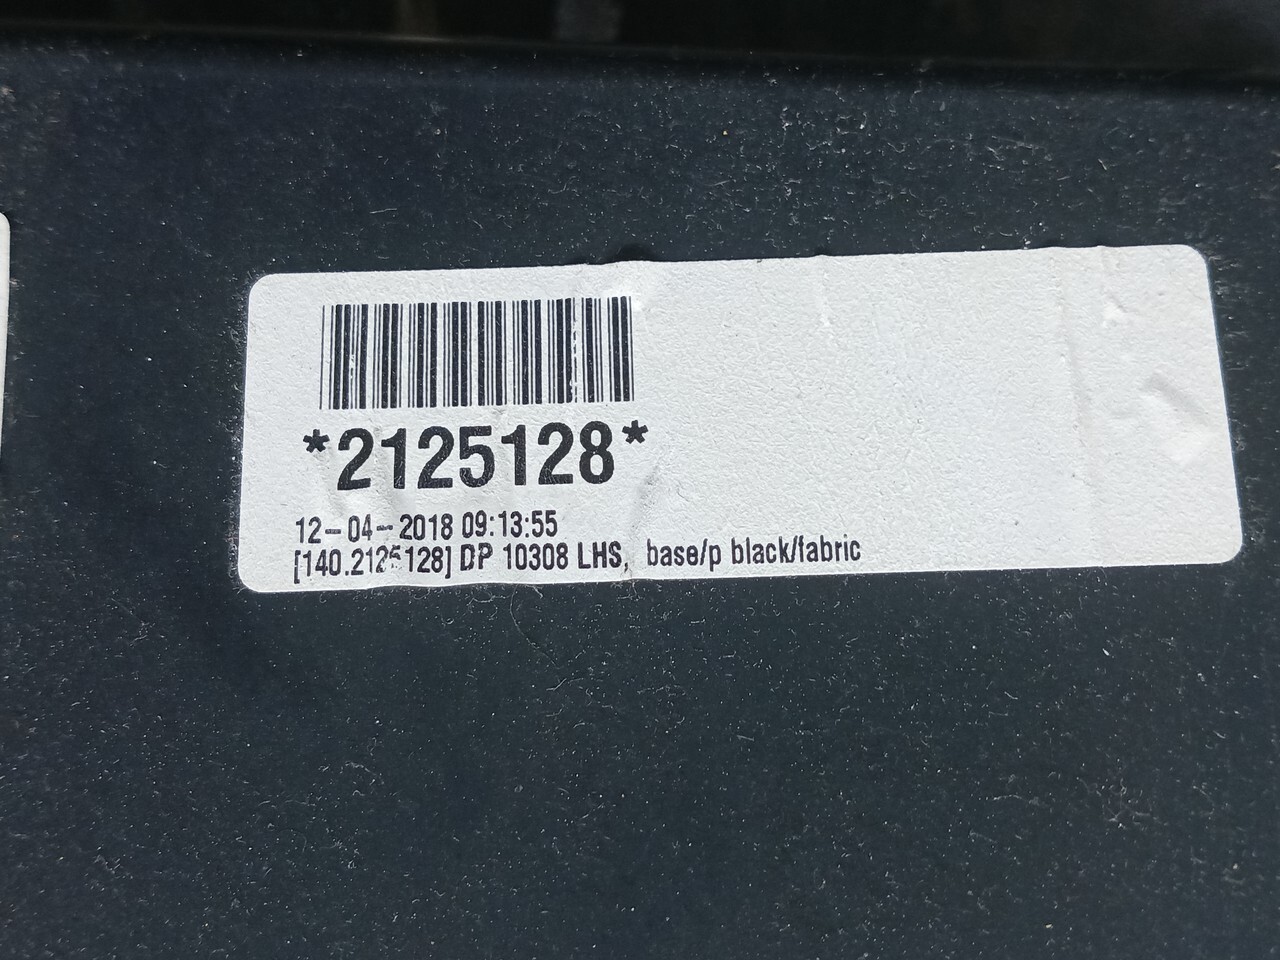 *2125128*
12-04-2018 09:13:55
[140.2125128] DP 10308 LHS, base/p black/fabric